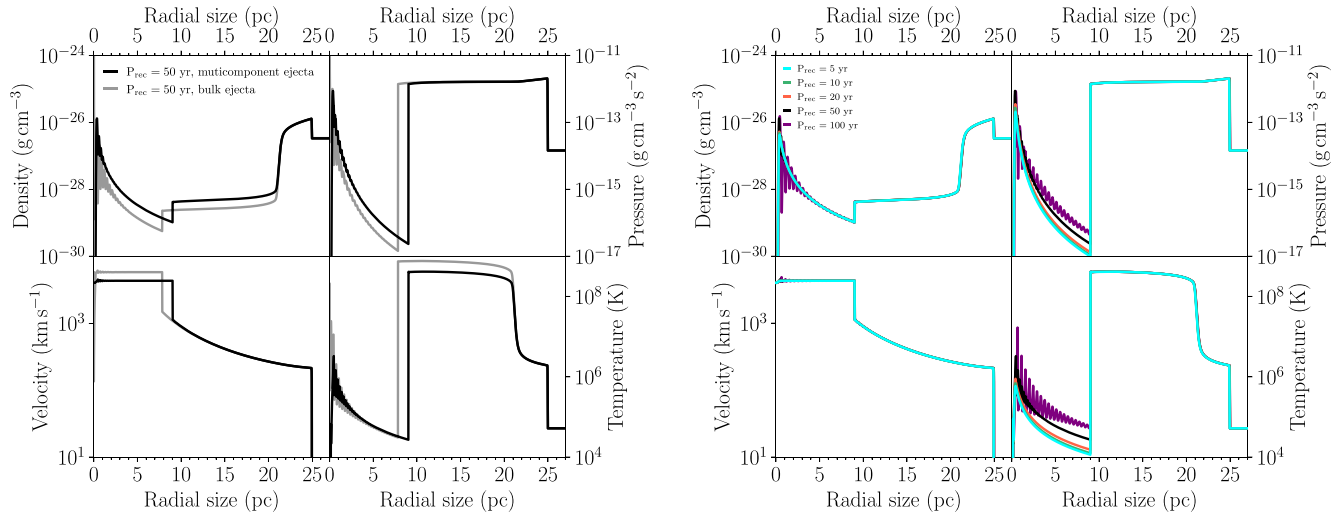 Radial size (pc) Radial size (pc)
0 5 10 15 20 25 0 5 10 15 20 25
10−24 10−26 10−28 10−30
Density (g cm−3)
P_rec = 50 yr, muticomponent ejecta
P_rec = 50 yr, bulk ejecta
10−11 10−13 10−15 10−17
Pressure (g cm−3 s−2)
Velocity (km s−1)
10^3 10^1
Temperature (K)
10^8 10^6 10^4
0 5 10 15 20 25 5 10 15 20 25
Radial size (pc) Radial size (pc)
Radial size (pc) Radial size (pc)
0 5 10 15 20 25 0 5 10 15 20 25
10−24 10−26 10−28 10−30
Density (g cm−3)
P_rec = 5 yr
P_rec = 10 yr
P_rec = 20 yr
P_rec = 50 yr
P_rec = 100 yr
10−11 10−13 10−15 10−17
Pressure (g cm−3 s−2)
Velocity (km s−1)
10^3 10^1
Temperature (K)
10^8 10^6 10^4
0 5 10 15 20 25 5 10 15 20 25
Radial size (pc) Radial size (pc)